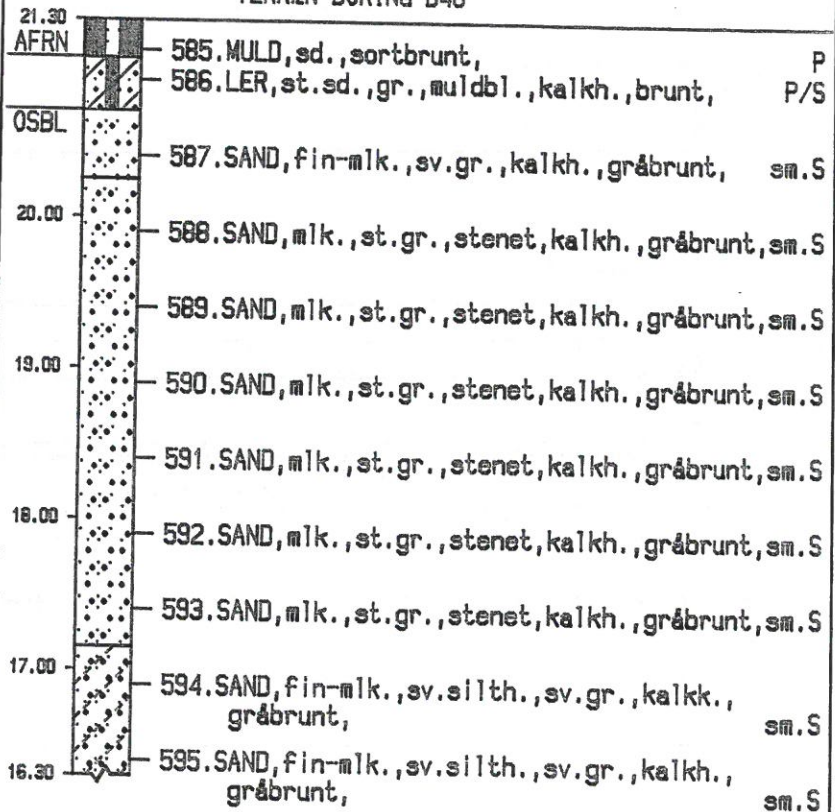 21.30
AFRN
585.MULD,sd.,sortbrunt, P
586.LER,st.sd.,gr.,muldbl.,kalkh.,brunt, P/S
OSBL
587.SAND,fin-mlk.,sv.gr.,kalkh.,gråbrunt, sm.S
20.00
588.SAND,mlk.,st.gr.,stenet,kalkh.,gråbrunt,sm.S
589.SAND,mlk.,st.gr.,stenet,kalkh.,gråbrunt,sm.S
19.00
590.SAND,mlk.,st.gr.,stenet,kalkh.,gråbrunt,sm.S
591.SAND,mlk.,st.gr.,stenet,kalkh.,gråbrunt,sm.S
18.00
592.SAND,mlk.,st.gr.,stenet,kalkh.,gråbrunt,sm.S
593.SAND,mlk.,st.gr.,stenet,kalkh.,gråbrunt,sm.S
17.00
594.SAND,fin-mlk.,sv.silth.,sv.gr.,kalkk.,
gråbrunt, sm.S
16.30
595.SAND,fin-mlk.,sv.silth.,sv.gr.,kalkh.,
gråbrunt, sm.S